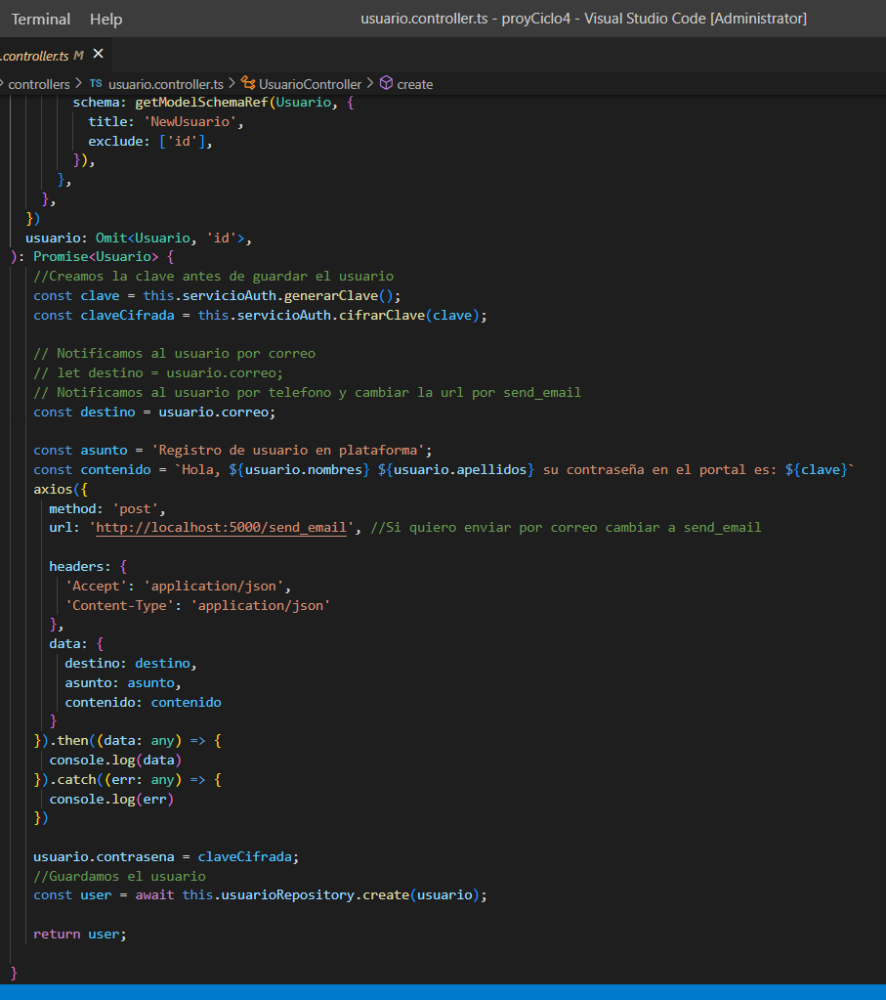 Terminal Help usuario.controller.ts - proyCiclo4 - Visual Studio Code [Administrator]
.controller.ts M ×
> controllers > TS usuario.controller.ts > UsuarioController > create
schema: getModelSchemaRef(Usuario, {
title: 'NewUsuario',
exclude: ['id'],
}),
},
},
})
usuario: Omit<Usuario, 'id'>,
): Promise<Usuario> {
//Creamos la clave antes de guardar el usuario
const clave = this.servicioAuth.generarClave();
const claveCifrada = this.servicioAuth.cifrarClave(clave);
// Notificamos al usuario por correo
// let destino = usuario.correo;
// Notificamos al usuario por telefono y cambiar la url por send_email
const destino = usuario.correo;
const asunto = 'Registro de usuario en plataforma';
const contenido = `Hola, ${usuario.nombres} ${usuario.apellidos} su contraseña en el portal es: ${clave}`
axios({
method: 'post',
url: 'http://localhost:5000/send_email', //Si quiero enviar por correo cambiar a send_email
headers: {
'Accept': 'application/json',
'Content-Type': 'application/json'
},
data: {
destino: destino,
asunto: asunto,
contenido: contenido
}
}).then((data: any) => {
console.log(data)
}).catch((err: any) => {
console.log(err)
})
usuario.contrasena = claveCifrada;
//Guardamos el usuario
const user = await this.usuarioRepository.create(usuario);
return user;
}